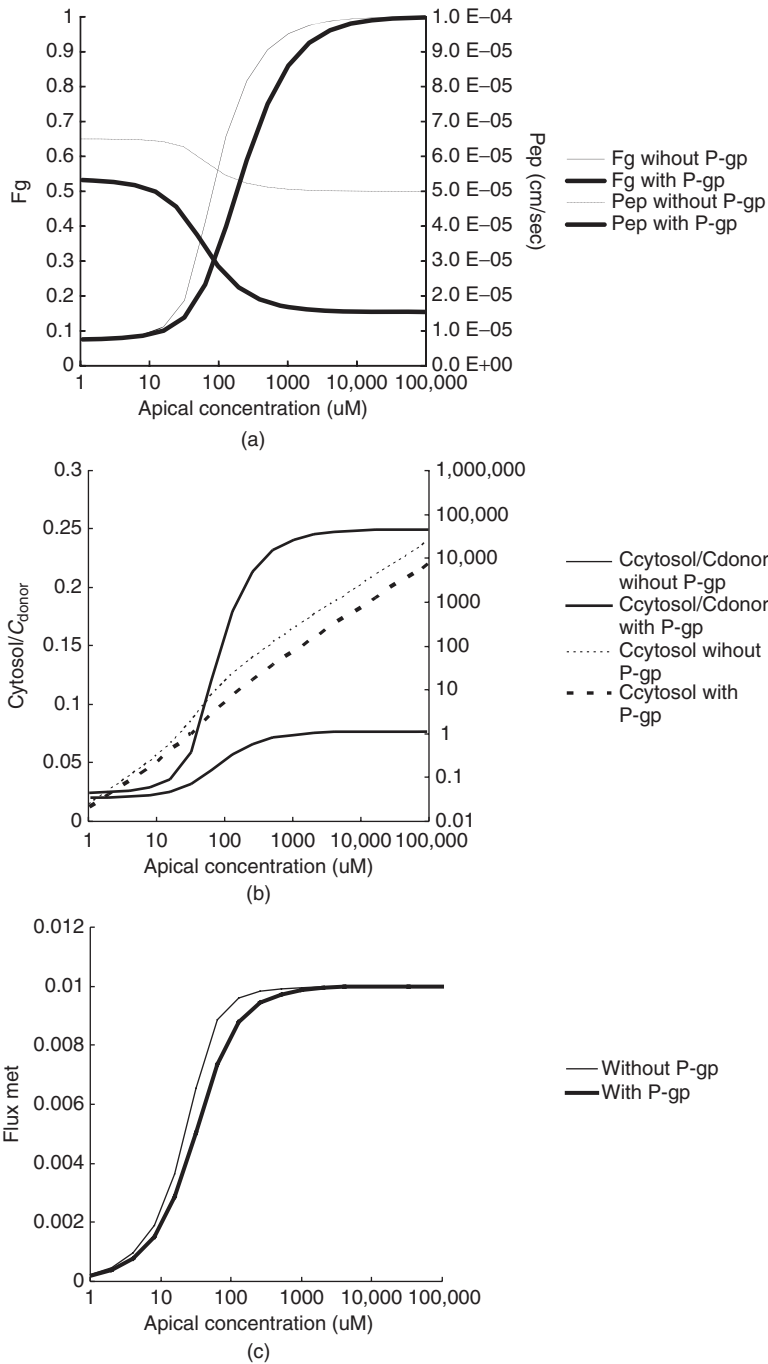 1
0.9
0.8
0.7
0.6
0.5
0.4
0.3
0.2
0.1
0
Fg
1.0 E–04
9.0 E–05
8.0 E–05
7.0 E–05
6.0 E–05
5.0 E–05
4.0 E–05
3.0 E–05
2.0 E–05
1.0 E–05
0.0 E+00
Pep (cm/sec)
1 10 100 1000 10,000 100,000
Apical concentration (uM)
Fg wihout P-gp
Fg with P-gp
Pep without P-gp
Pep with P-gp
(a)
0.3
0.25
0.2
0.15
0.1
0.05
0
Cytosol/Cdonor
1,000,000
100,000
10,000
1000
100
10
1
0.1
0.01
1 10 100 1000 10,000 100,000
Apical concentration (uM)
Ccytosol/Cdonor
wihout P-gp
Ccytosol/Cdonor
with P-gp
Ccytosol wihout
P-gp
Ccytosol with
P-gp
(b)
0.012
0.01
0.008
0.006
0.004
0.002
0
Flux met
1 10 100 1000 10,000 100,000
Apical concentration (uM)
Without P-gp
With P-gp
(c)